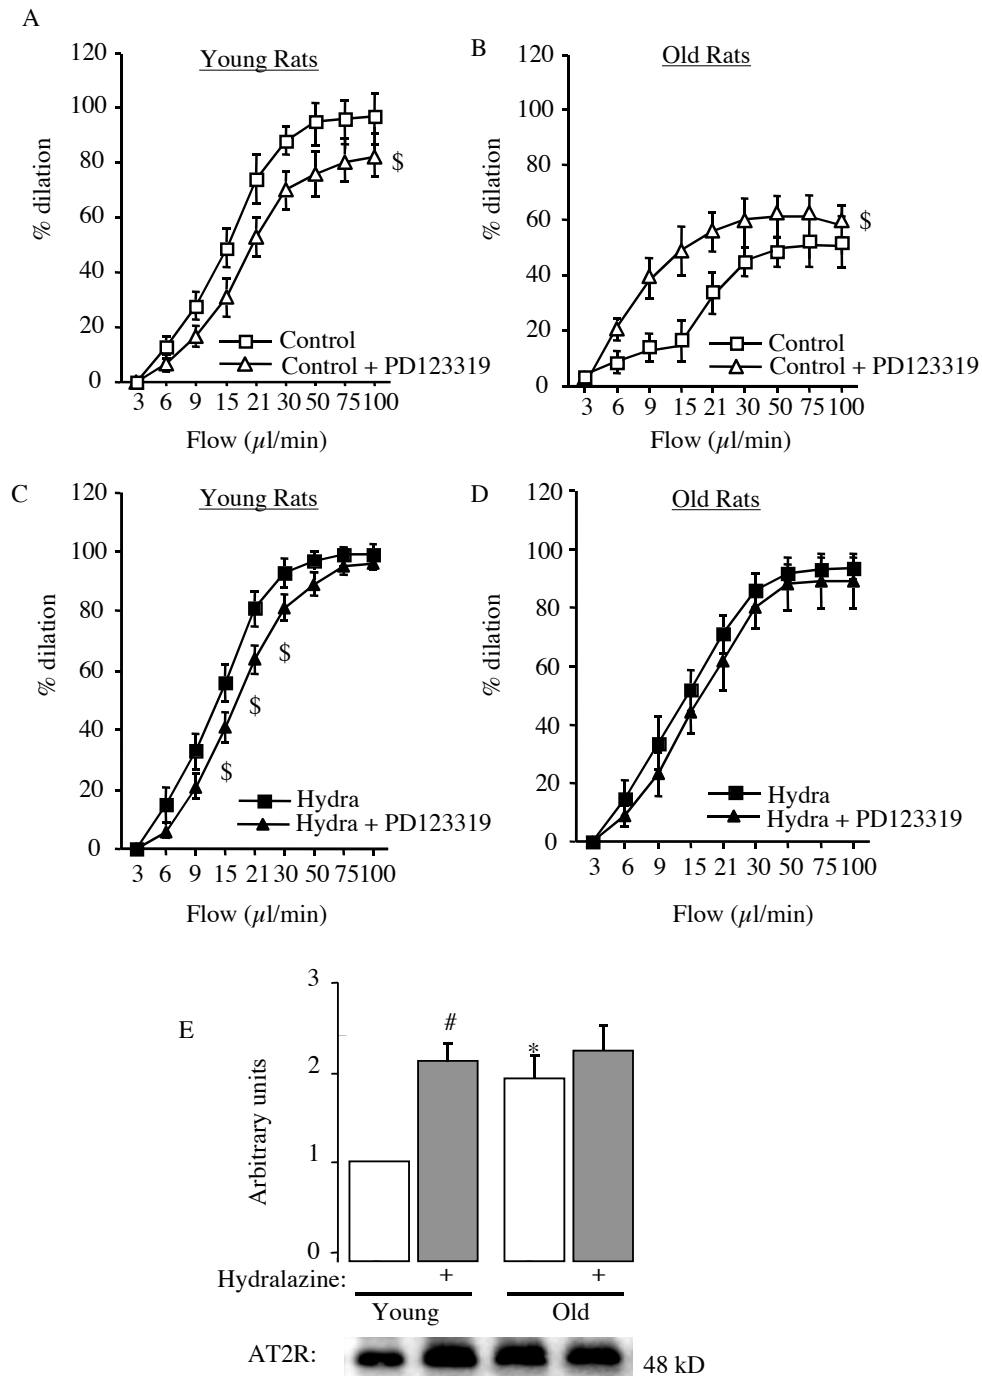 A
Young Rats
% dilation
120
100
80
60
40
20
0
$
Control
Control + PD123319
3 6 9 15 21 30 50 75 100
Flow (µl/min)
B
Old Rats
% dilation
120
100
80
60
40
20
0
$
Control
Control + PD123319
3 6 9 15 21 30 50 75 100
Flow (µl/min)
C
Young Rats
% dilation
120
100
80
60
40
20
0
$
$
$
Hydra
Hydra + PD123319
3 6 9 15 21 30 50 75 100
Flow (µl/min)
D
Old Rats
% dilation
120
100
80
60
40
20
0
Hydra
Hydra + PD123319
3 6 9 15 21 30 50 75 100
Flow (µl/min)
E
Arbitrary units
3
2
1
0
#
*
Hydralazine: + +
Young Old
AT2R: 48 kD